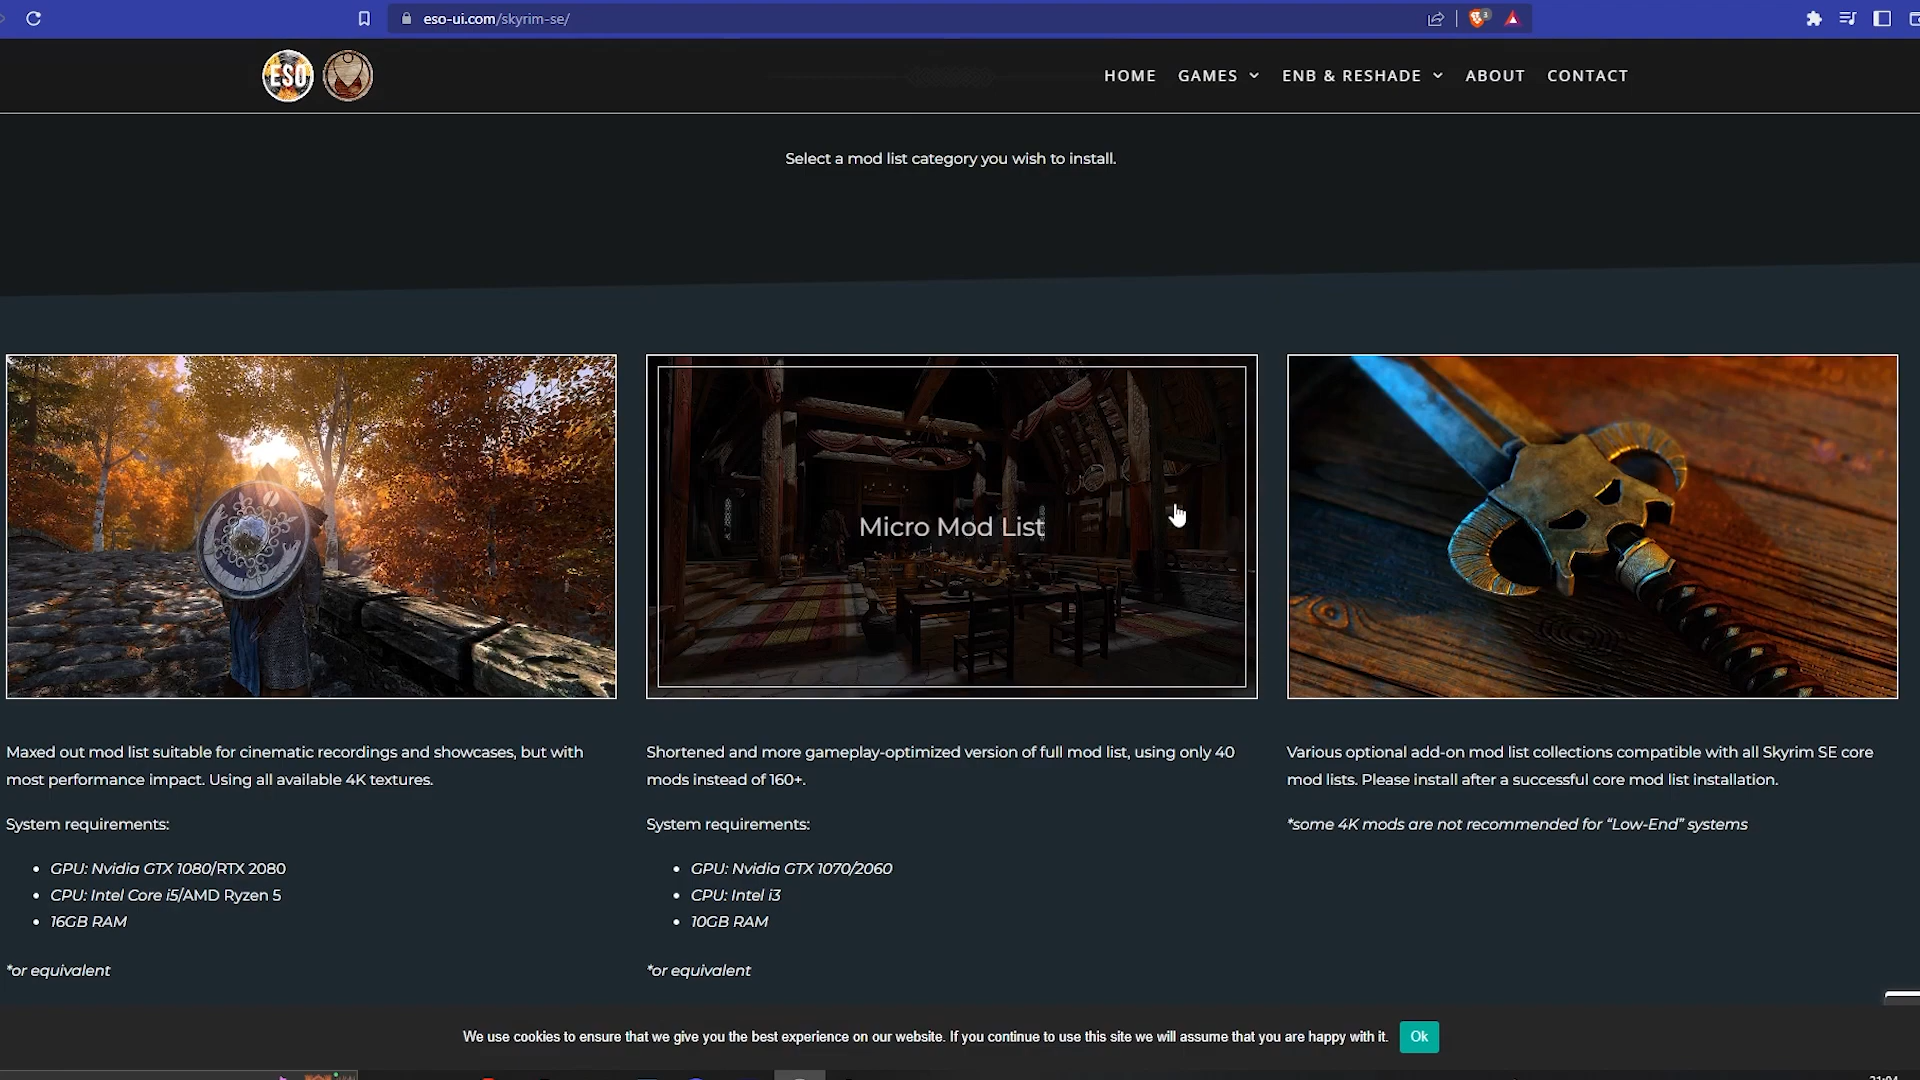 eso-ui.com/skyrim-se/
3
ESO
HOME GAMES ENB & RESHADE ABOUT CONTACT
Select a mod list category you wish to install.
Micro Mod List
Maxed out mod list suitable for cinematic recordings and showcases, but with
most performance impact. Using all available 4K textures.
System requirements:
• GPU: Nvidia GTX 1080/RTX 2080
• CPU: Intel Core i5/AMD Ryzen 5
• 16GB RAM
*or equivalent
Shortened and more gameplay-optimized version of full mod list, using only 40
mods instead of 160+.
System requirements:
• GPU: Nvidia GTX 1070/2060
• CPU: Intel i3
• 10GB RAM
*or equivalent
Various optional add-on mod list collections compatible with all Skyrim SE core
mod lists. Please install after a successful core mod list installation.
*some 4K mods are not recommended for “Low-End” systems
We use cookies to ensure that we give you the best experience on our website. If you continue to use this site we will assume that you are happy with it. Ok